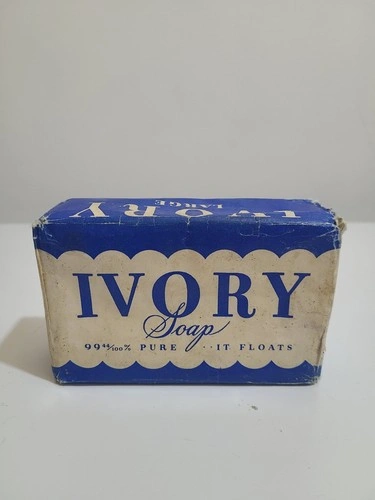 IVORY
LARGE
IVORY
Soap
99 44/100% PURE · · IT FLOATS